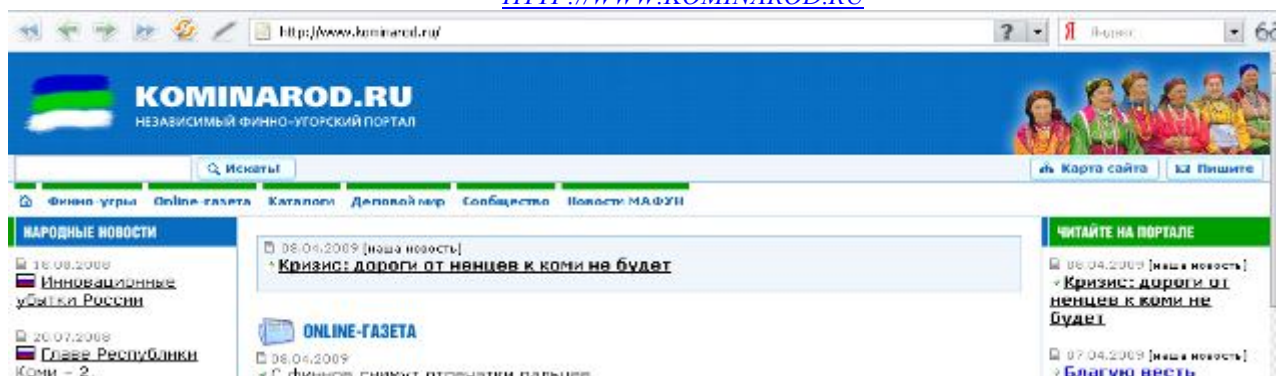 HTTP://WWW.KOMINAROD.RU
http://www.kominarod.ru/
? Я Яндекс
KOMINAROD.RU
НЕЗАВИСИМЫЙ ФИННО-УГОРСКИЙ ПОРТАЛ
Искать!
Карта сайта Пишите
Финно-угры Online-газета Каталоги Деловой мир Сообщество Новости МАФУН
НАРОДНЫЕ НОВОСТИ
18.08.2008
Инновационные
убытки России
20.07.2008
Главе Республики
Коми – 2...
08.04.2009 [наша новость]
Кризис: дороги от ненцев к коми не будет
ONLINE-ГАЗЕТА
08.04.2009
С финнов снимут отпечатки пальцев
ЧИТАЙТЕ НА ПОРТАЛЕ
08.04.2009 [наша новость]
Кризис: дороги от
ненцев к коми не
будет
07.04.2009 [наша новость]
Благую весть